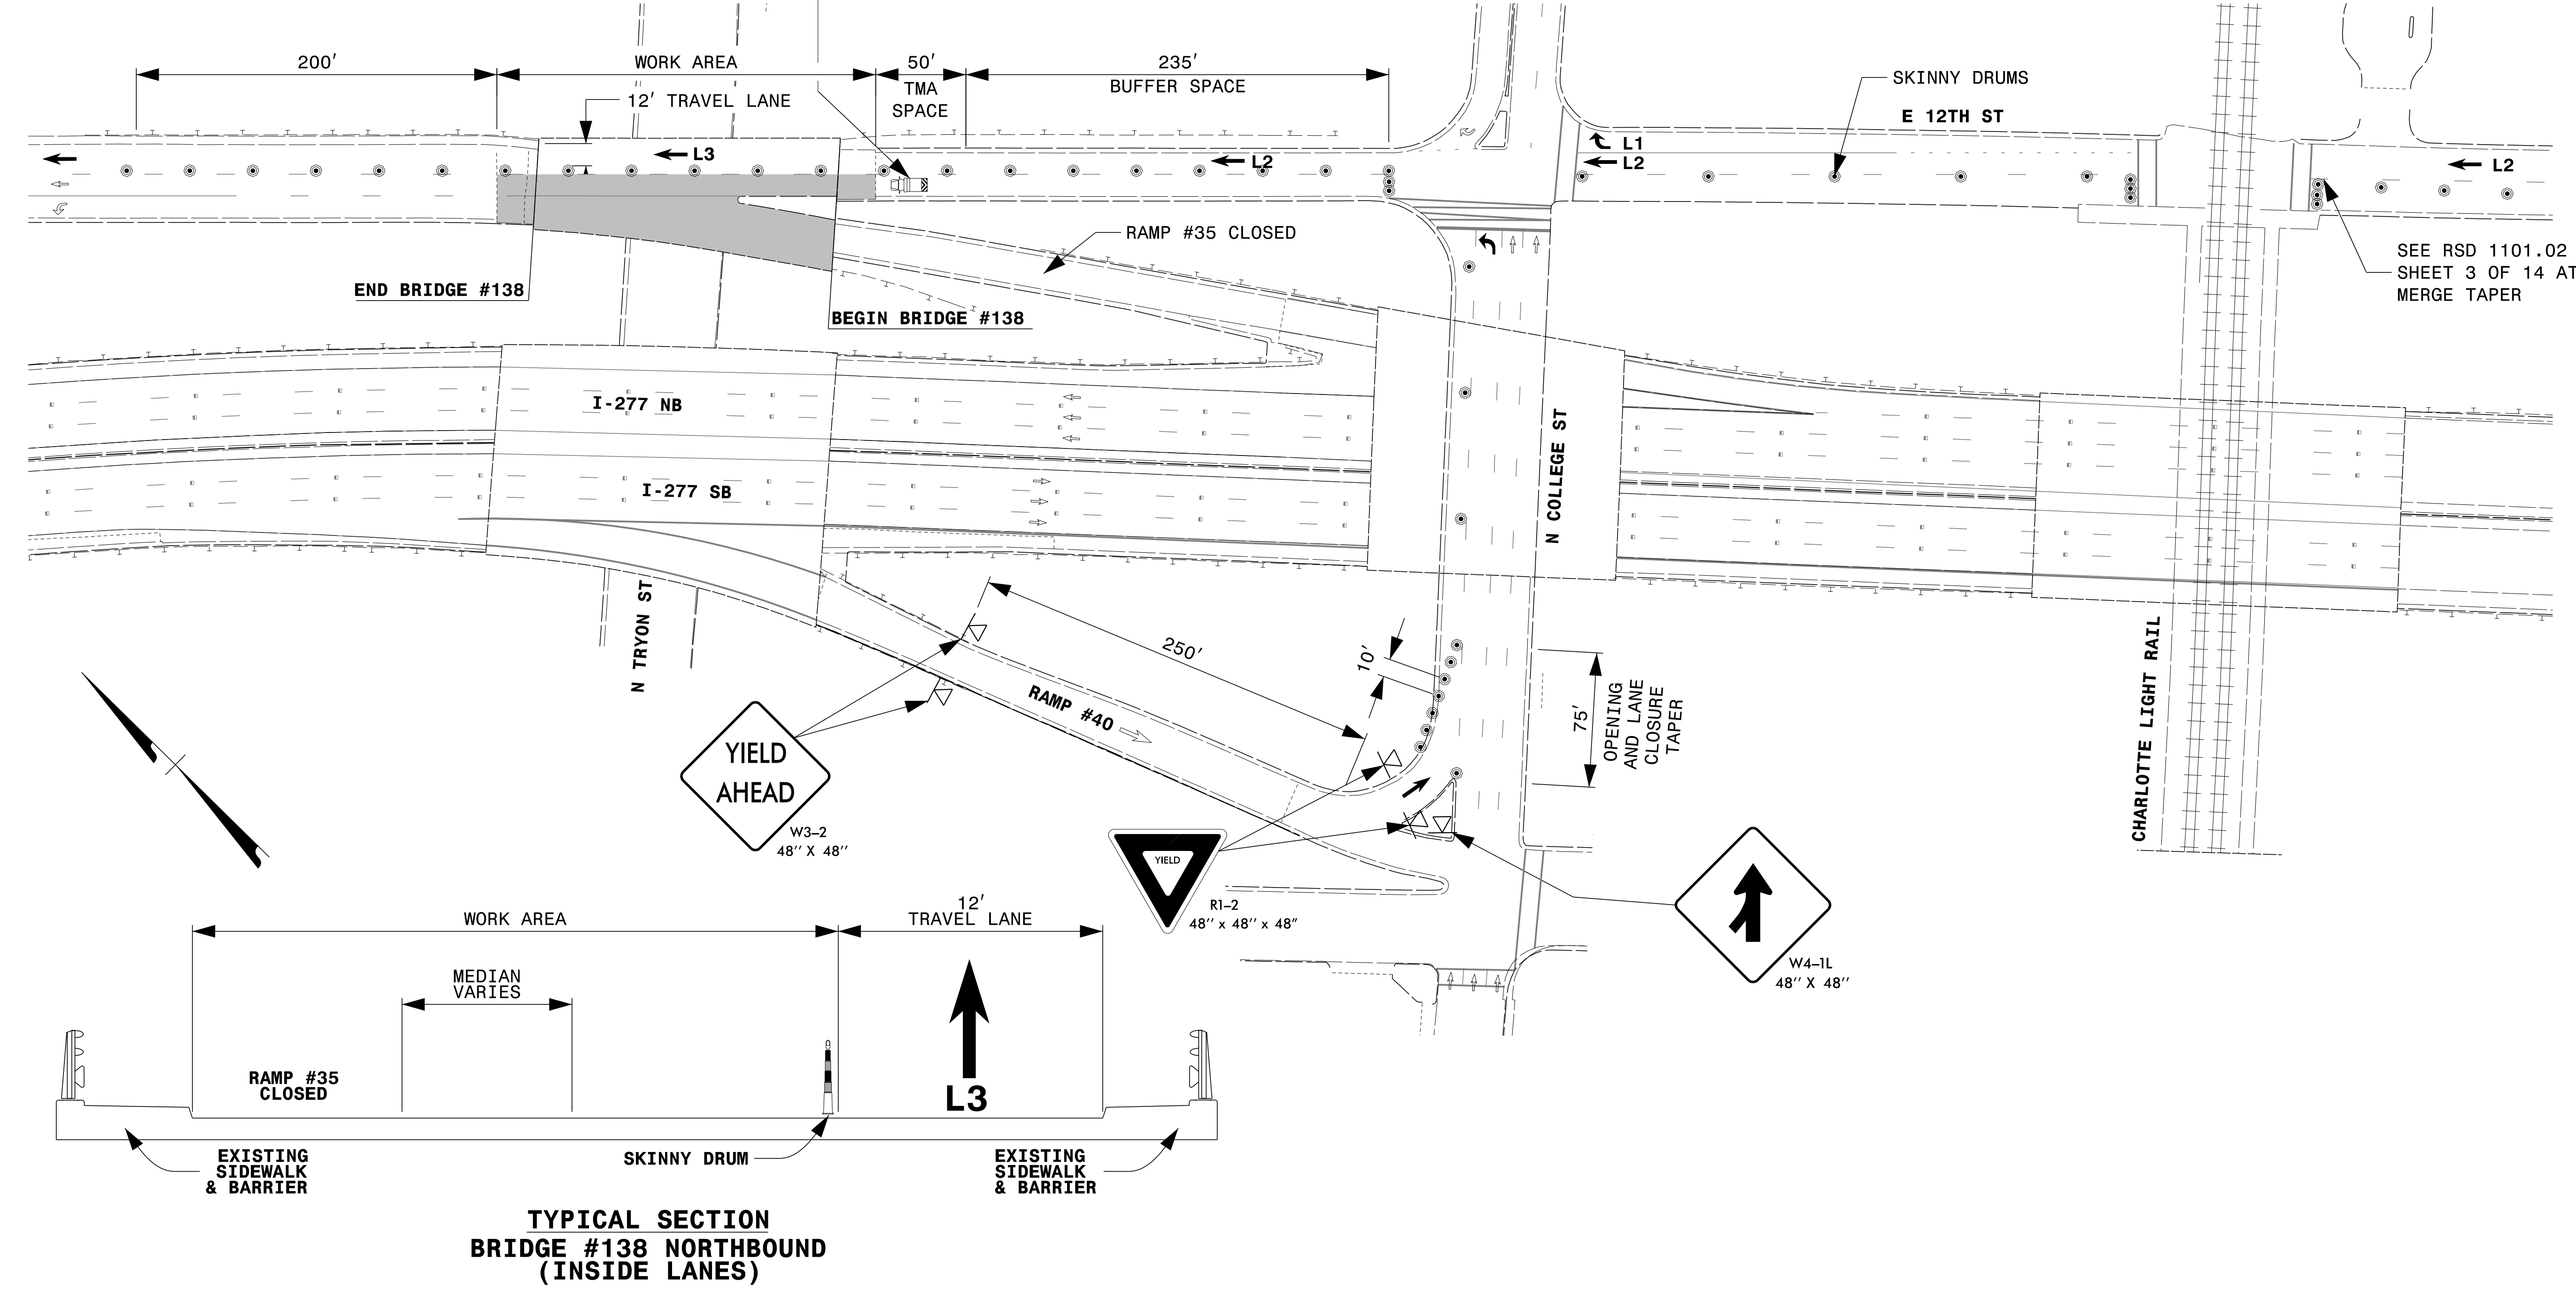 200'
WORK AREA
50'
TMA
SPACE
235'
BUFFER SPACE
12' TRAVEL LANE
SKINNY DRUMS
E 12TH ST
L3
L2
L1
L2
L2
RAMP #35 CLOSED
SEE RSD 1101.02
SHEET 3 OF 14 AT
MERGE TAPER
END BRIDGE #138
BEGIN BRIDGE #138
I-277 NB
I-277 SB
N COLLEGE ST
N TRYON ST
250'
10'
RAMP #40
75'
OPENING
AND LANE
CLOSURE
TAPER
CHARLOTTE LIGHT RAIL
YIELD
AHEAD
W3-2
48'' X 48''
YIELD
R1-2
48'' x 48'' x 48''
W4-1L
48'' X 48''
WORK AREA
12'
TRAVEL LANE
MEDIAN
VARIES
RAMP #35
CLOSED
L3
EXISTING
SIDEWALK
& BARRIER
SKINNY DRUM
EXISTING
SIDEWALK
& BARRIER
TYPICAL SECTION
BRIDGE #138 NORTHBOUND
(INSIDE LANES)